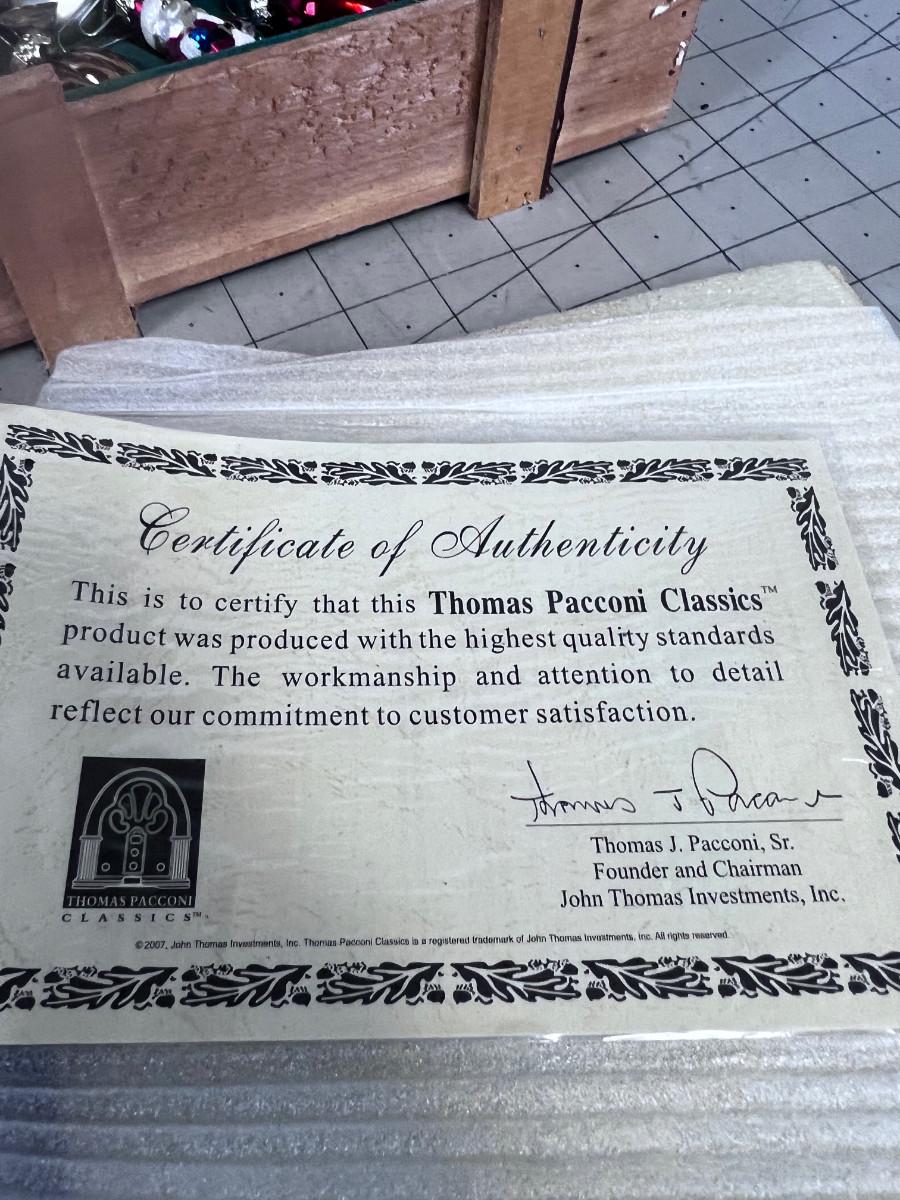 Certificate of Authenticity
This is to certify that this Thomas Pacconi Classics™
product was produced with the highest quality standards
available. The workmanship and attention to detail
reflect our commitment to customer satisfaction.
Thomas J Pacconi
Thomas J. Pacconi, Sr.
Founder and Chairman
John Thomas Investments, Inc.
THOMAS PACCONI
CLASSICS™
©2007, John Thomas Investments, Inc. Thomas Pacconi Classics is a registered trademark of John Thomas Investments, Inc. All rights reserved.